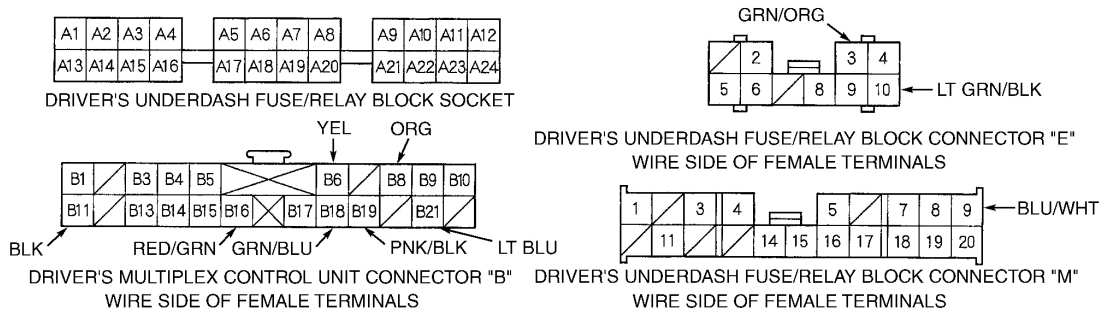 A1 A2 A3 A4 A5 A6 A7 A8 A9 A10 A11 A12
A13 A14 A15 A16 A17 A18 A19 A20 A21 A22 A23 A24
DRIVER'S UNDERDASH FUSE/RELAY BLOCK SOCKET
YEL ORG
B1 B3 B4 B5 B6 B8 B9 B10
B11 B13 B14 B15 B16 B17 B18 B19 B21
BLK RED/GRN GRN/BLU PNK/BLK LT BLU
DRIVER'S MULTIPLEX CONTROL UNIT CONNECTOR "B"
WIRE SIDE OF FEMALE TERMINALS
GRN/ORG
2 3 4
5 6 8 9 10 LT GRN/BLK
DRIVER'S UNDERDASH FUSE/RELAY BLOCK CONNECTOR "E"
WIRE SIDE OF FEMALE TERMINALS
1 3 4 5 7 8 9 BLU/WHT
11 14 15 16 17 18 19 20
DRIVER'S UNDERDASH FUSE/RELAY BLOCK CONNECTOR "M"
WIRE SIDE OF FEMALE TERMINALS